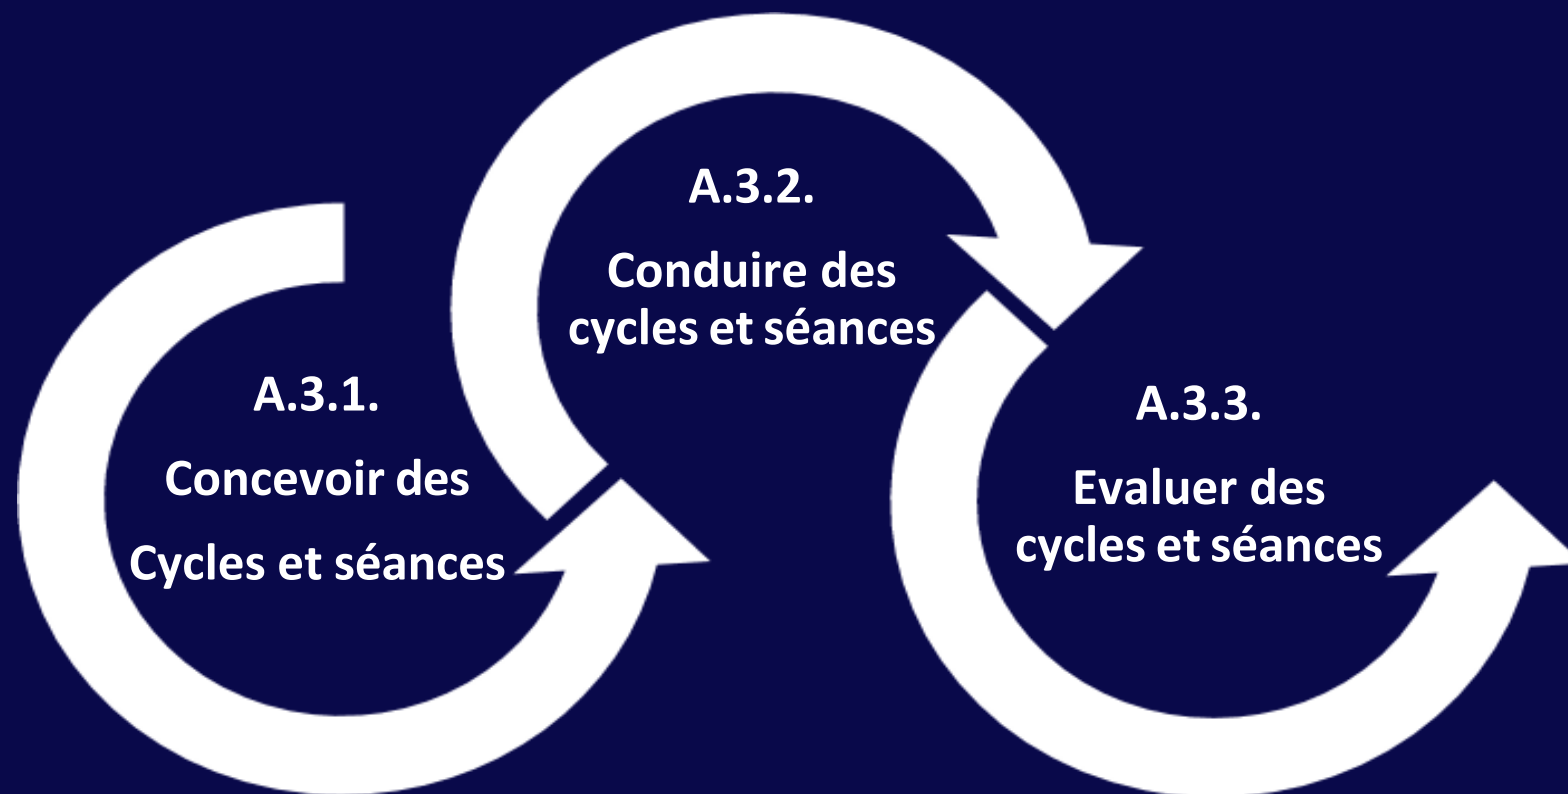 A.3.1.
Concevoir des
Cycles et séances
A.3.2.
Conduire des
cycles et séances
A.3.3.
Evaluer des
cycles et séances